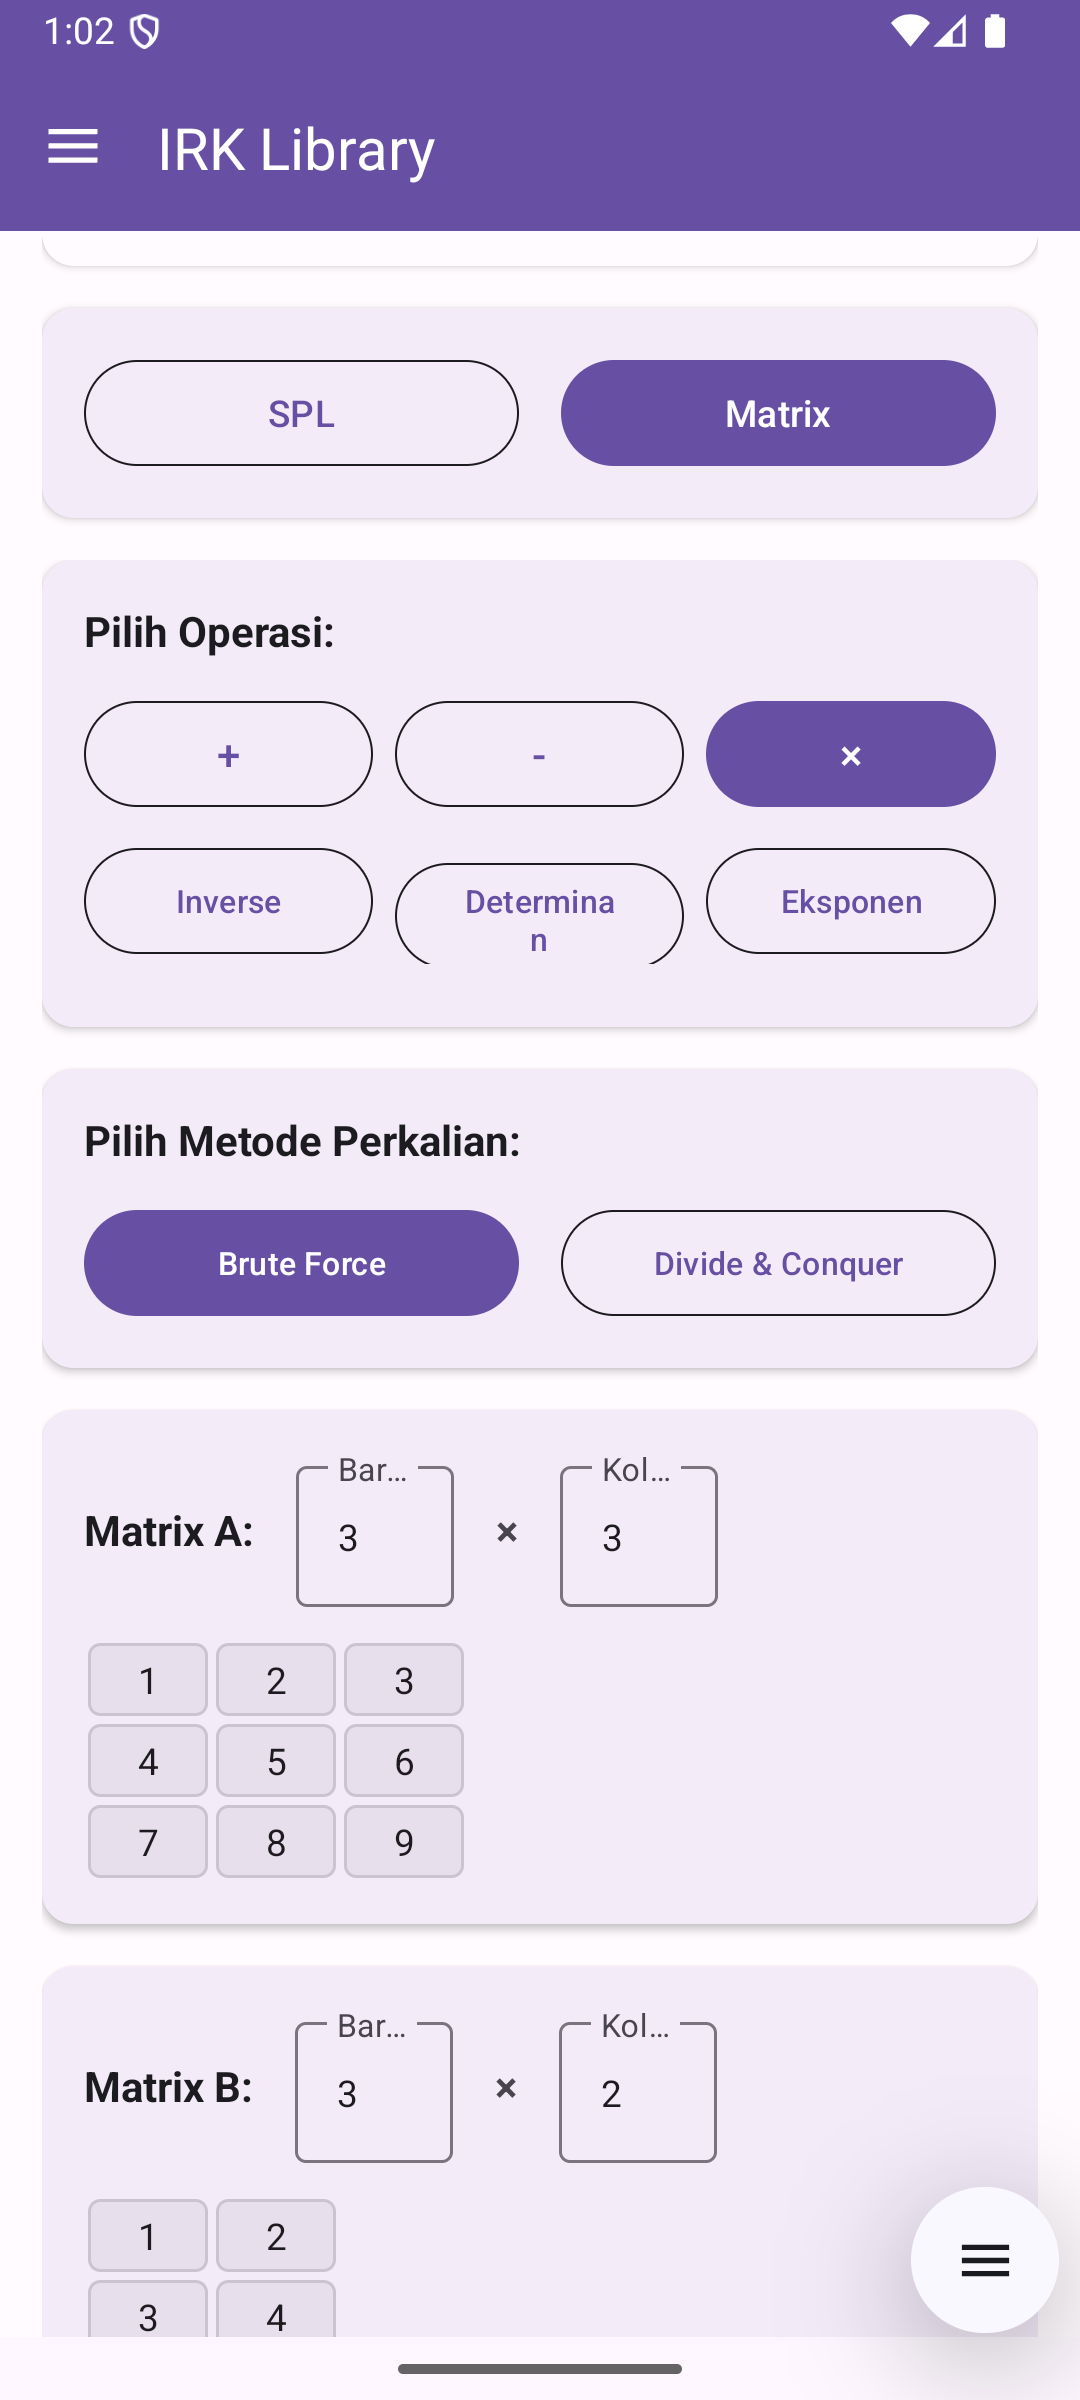 1:02
IRK Library
SPL
Matrix
Pilih Operasi:
+
-
×
Inverse
Determina
n
Eksponen
Pilih Metode Perkalian:
Brute Force
Divide & Conquer
Matrix A:
Bar...
3
×
Kol...
3
1 2 3
4 5 6
7 8 9
Matrix B:
Bar...
3
×
Kol...
2
1 2
3 4